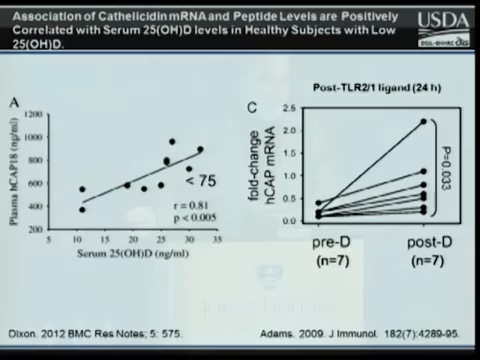 Association of Cathelicidin mRNA and Peptide Levels are Positively
Correlated with Serum 25(OH)D levels in Healthy Subjects with Low
25(OH)D.
USDA
A
1200
1000
800
600
400
200
Plasma hCAP18 (ng/ml)
< 75
r = 0.81
p < 0.005
5 10 15 20 25 30 35
Serum 25(OH)D (ng/ml)
Post-TLR2/1 ligand (24 h)
C
2.5
2.0
1.5
1.0
0.5
0.0
fold-change
hCAP mRNA
P=0.033
pre-D post-D
(n=7) (n=7)
Dixon. 2012 BMC Res Notes; 5: 575.
Adams. 2009. J Immunol. 182(7):4289-95.